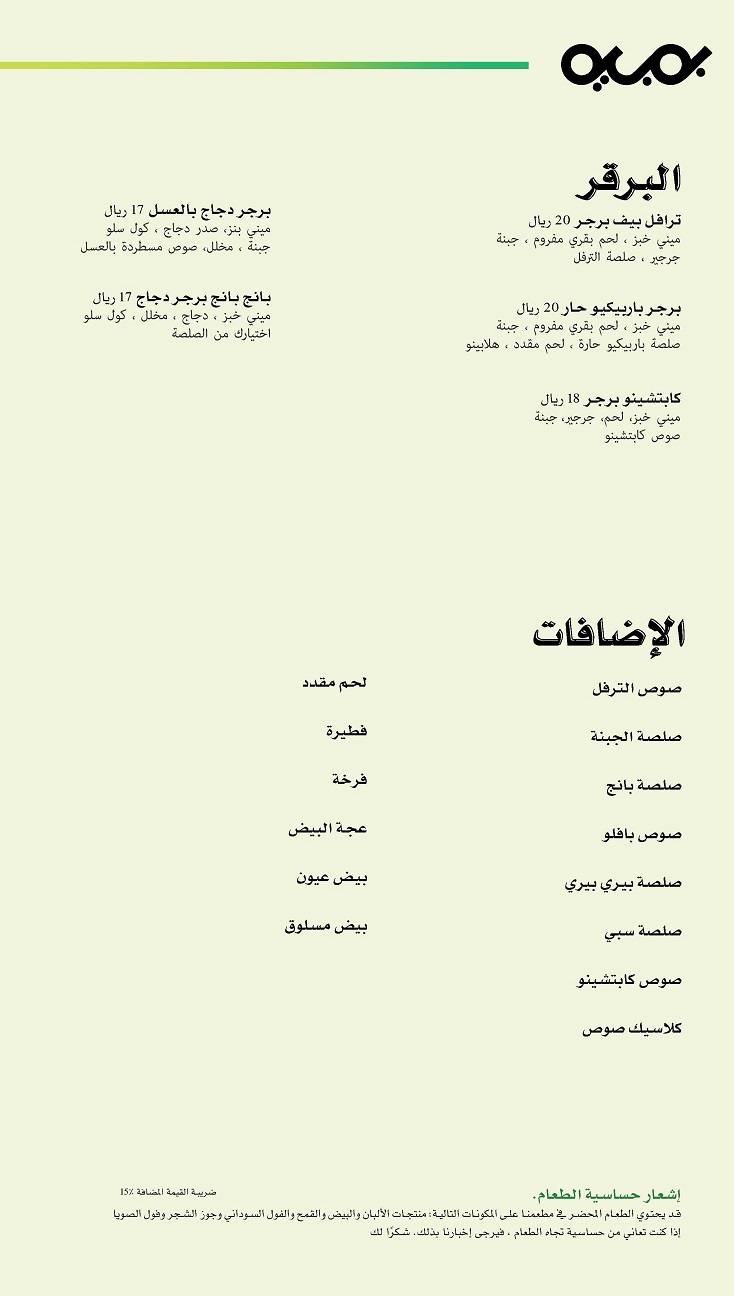 بمبو
البرقر
ترافل بيف برجر 20 ريال
ميني خبز ، لحم بقري مفروم ، جبنة
جرجير ، صلصة الترفل
برجر باربيكيو حار 20 ريال
ميني خبز ، لحم بقري مفروم ، جبنة
صلصة باربيكيو حارة ، لحم مقدد ، هلابينو
كابتشينو برجر 18 ريال
ميني خبز، لحم، جرجير، جبنة
صوص كابتشينو
برجر دجاج بالعسل 17 ريال
ميني بنز، صدر دجاج ، كول سلو
جبنة ، مخلل، صوص مسطردة بالعسل
بانج بانج برجر دجاج 17 ريال
ميني خبز ، دجاج ، مخلل ، كول سلو
اختيارك من الصلصة
الإضافات
صوص الترفل
صلصة الجبنة
صلصة بانج
صوص بافلو
صلصة بيري بيري
صلصة سبي
صوص كابتشينو
كلاسيك صوص
لحم مقدد
فطيرة
فرخة
عجة البيض
بيض عيون
بيض مسلوق
إشعار حساسية الطعام.
ضريبة القيمة المضافة 15٪
قد يحتوي الطعام المحضر في مطعمنا على المكونات التالية: منتجات الألبان والبيض والقمح والفول السوداني وجوز الشجر وفول الصويا
إذا كنت تعاني من حساسية تجاه الطعام ، فيرجى إخبارنا بذلك. شكرًا لك